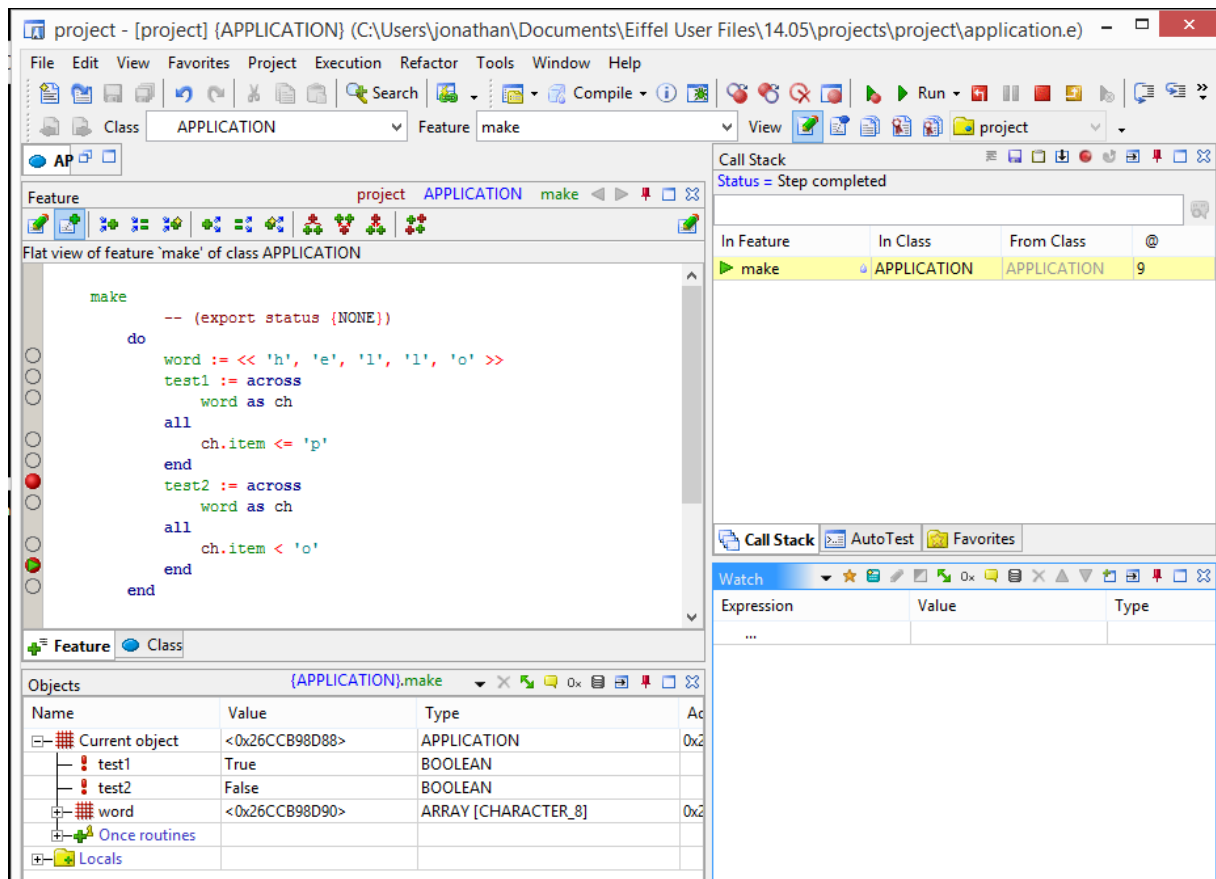 project - [project] {APPLICATION} (C:\Users\jonathan\Documents\Eiffel User Files\14.05\projects\project\application.e)
File Edit View Favorites Project Execution Refactor Tools Window Help
Search Compile Run
Class APPLICATION Feature make View project
AP
Feature project APPLICATION make
Flat view of feature `make' of class APPLICATION
make
-- (export status {NONE})
do
word := << 'h', 'e', 'l', 'l', 'o' >>
test1 := across
word as ch
all
ch.item <= 'p'
end
test2 := across
word as ch
all
ch.item < 'o'
end
end
Feature Class
Call Stack
Status = Step completed
In Feature In Class From Class @
make APPLICATION APPLICATION 9
Call Stack AutoTest Favorites
Objects {APPLICATION}.make
Name Value Type Ac
Current object <0x26CCB98D88> APPLICATION 0x2
test1 True BOOLEAN
test2 False BOOLEAN
word <0x26CCB98D90> ARRAY [CHARACTER_8] 0x2
Once routines
Locals
Watch
Expression Value Type
...